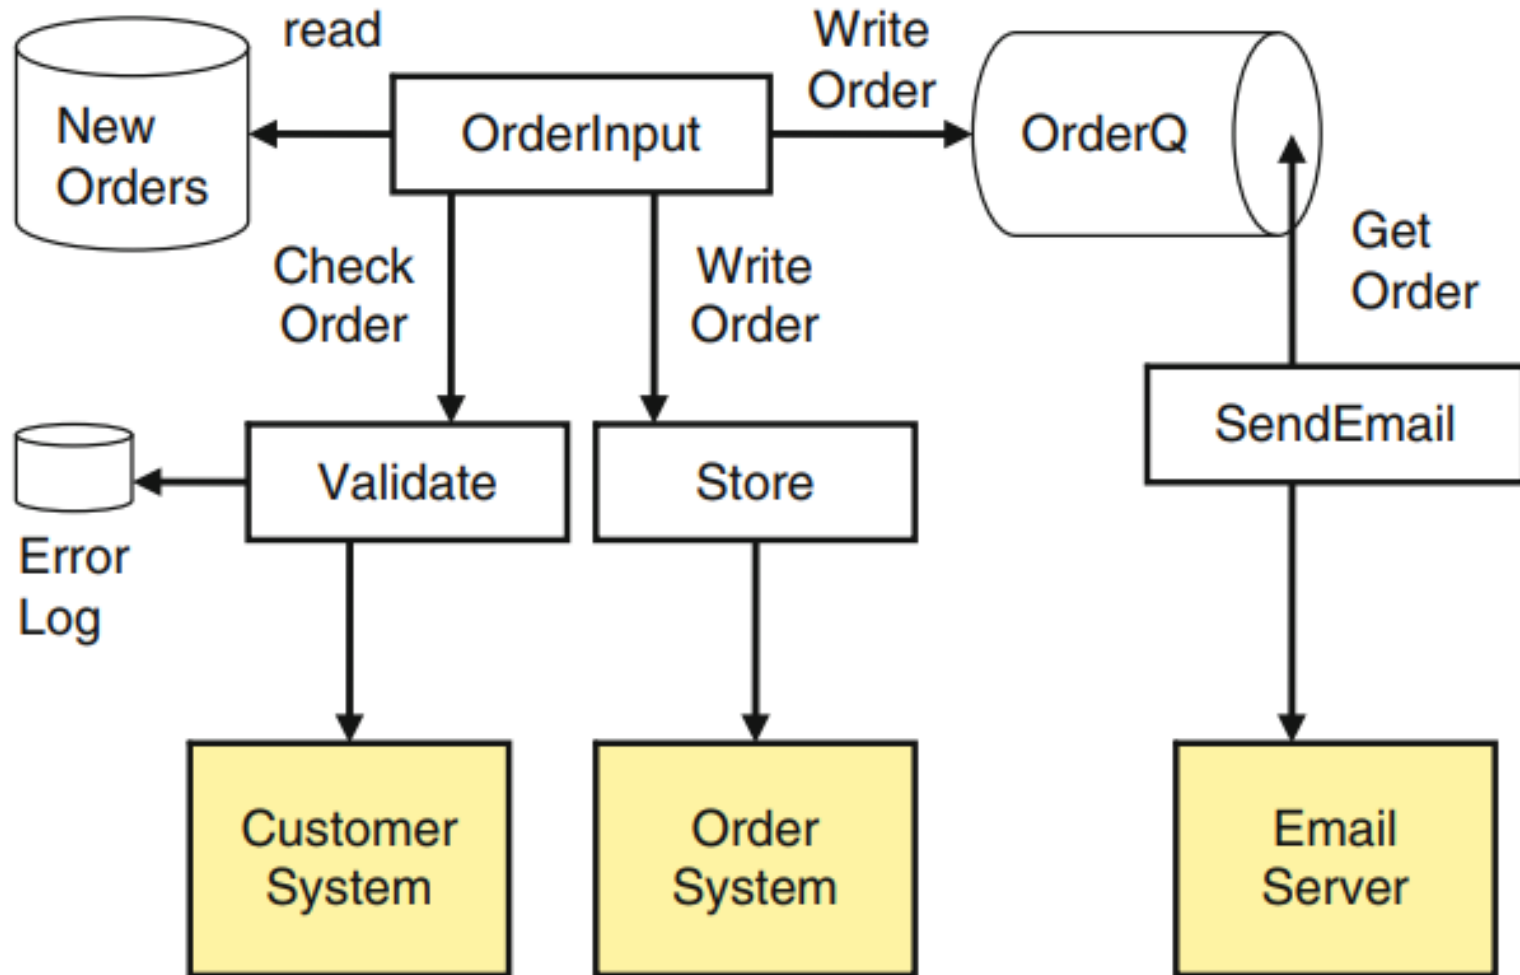 read
Write
Order
New
Orders
OrderInput
OrderQ
Check
Order
Write
Order
Get
Order
SendEmail
Validate
Store
Error
Log
Customer
System
Order
System
Email
Server